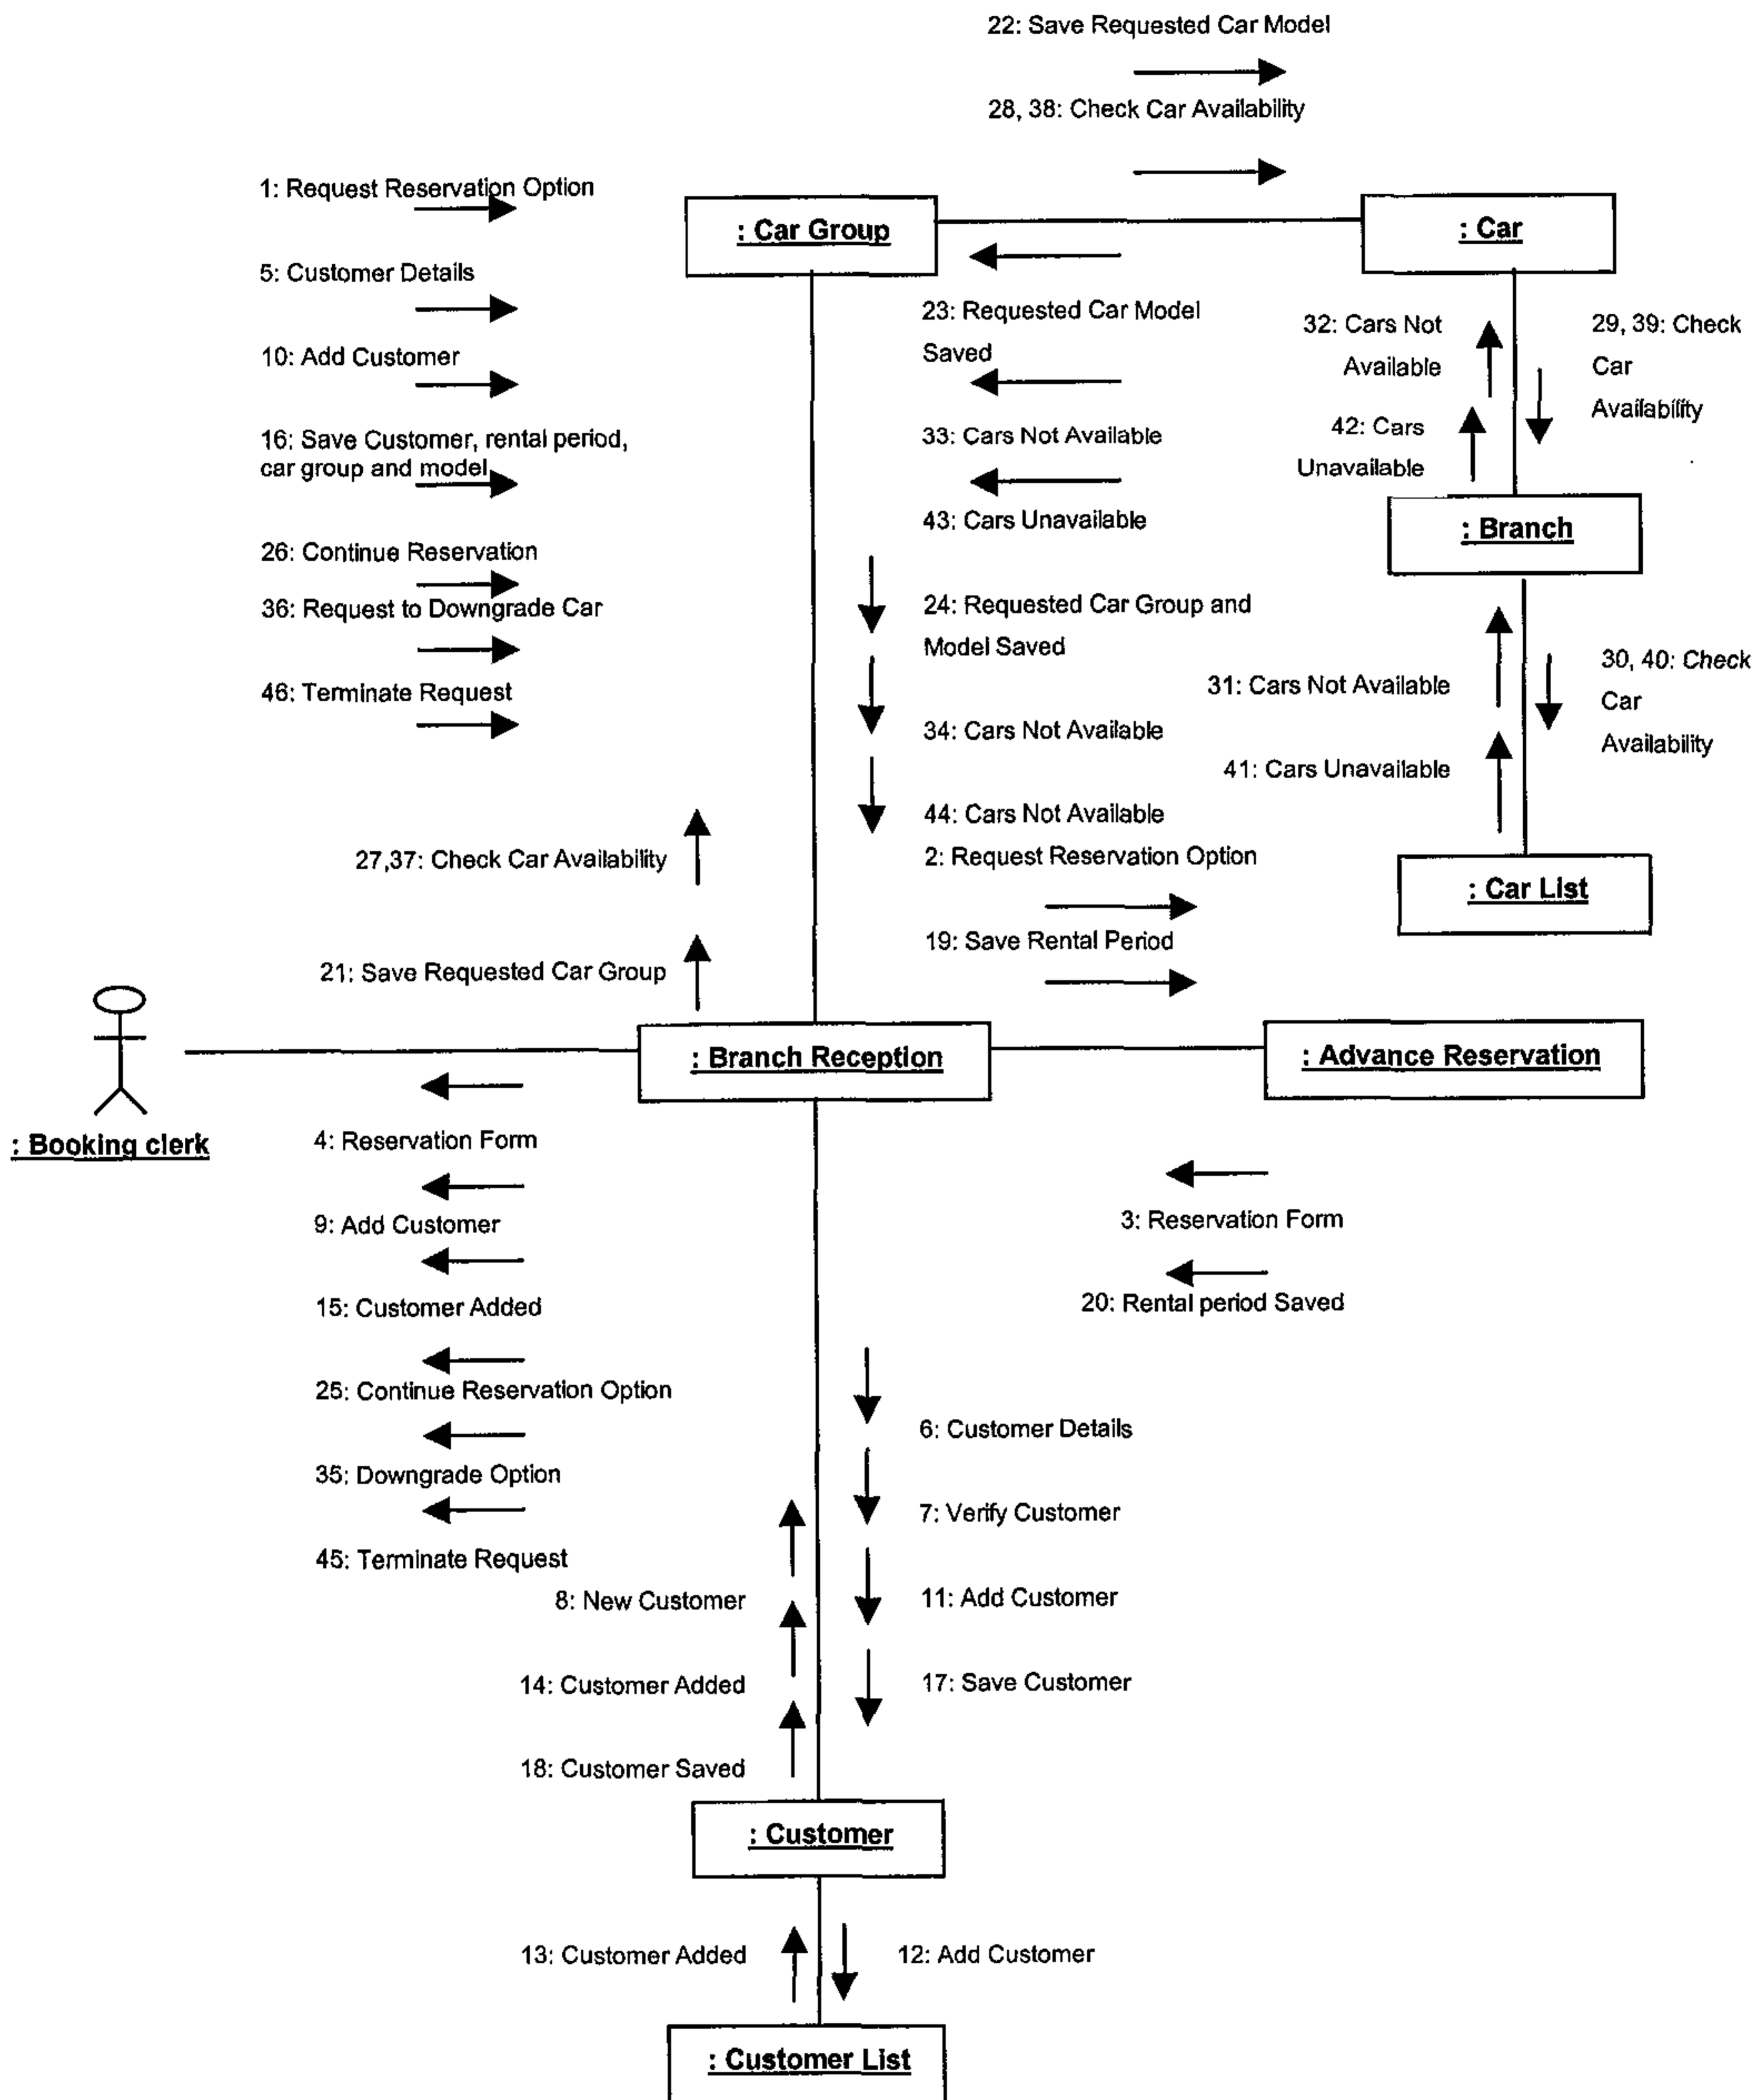 22: Save Requested Car Model
28, 38: Check Car Availability
1: Request Reservation Option
: Car Group
: Car
5: Customer Details
23: Requested Car Model
Saved
32: Cars Not
Available
29, 39: Check
Car
Availability
10: Add Customer
16: Save Customer, rental period,
car group and model
33: Cars Not Available
42: Cars
Unavailable
43: Cars Unavailable
: Branch
26: Continue Reservation
36: Request to Downgrade Car
24: Requested Car Group and
Model Saved
46: Terminate Request
31: Cars Not Available
30, 40: Check
Car
Availability
34: Cars Not Available
41: Cars Unavailable
44: Cars Not Available
27,37: Check Car Availability
2: Request Reservation Option
: Car List
19: Save Rental Period
21: Save Requested Car Group
: Branch Reception
: Advance Reservation
: Booking clerk
4: Reservation Form
9: Add Customer
3: Reservation Form
15: Customer Added
20: Rental period Saved
25: Continue Reservation Option
6: Customer Details
35: Downgrade Option
7: Verify Customer
45: Terminate Request
8: New Customer
11: Add Customer
14: Customer Added
17: Save Customer
18: Customer Saved
: Customer
13: Customer Added
12: Add Customer
: Customer List